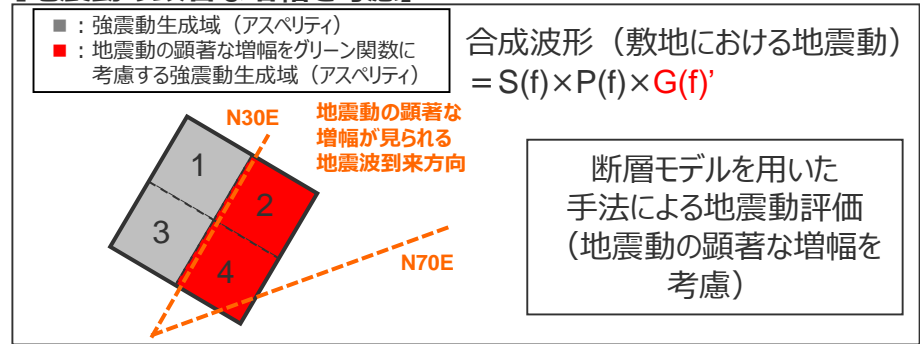 ■：強震動生成域（アスペリティ）
■：地震動の顕著な増幅をグリーン関数に
考慮する強震動生成域（アスペリティ）
合成波形（敷地における地震動）
＝S(f)×P(f)×G(f)’
N30E
地震動の顕著な
増幅が見られる
地震波到来方向
1
2
3
4
N70E
断層モデルを用いた
手法による地震動評価
（地震動の顕著な増幅を
考慮）